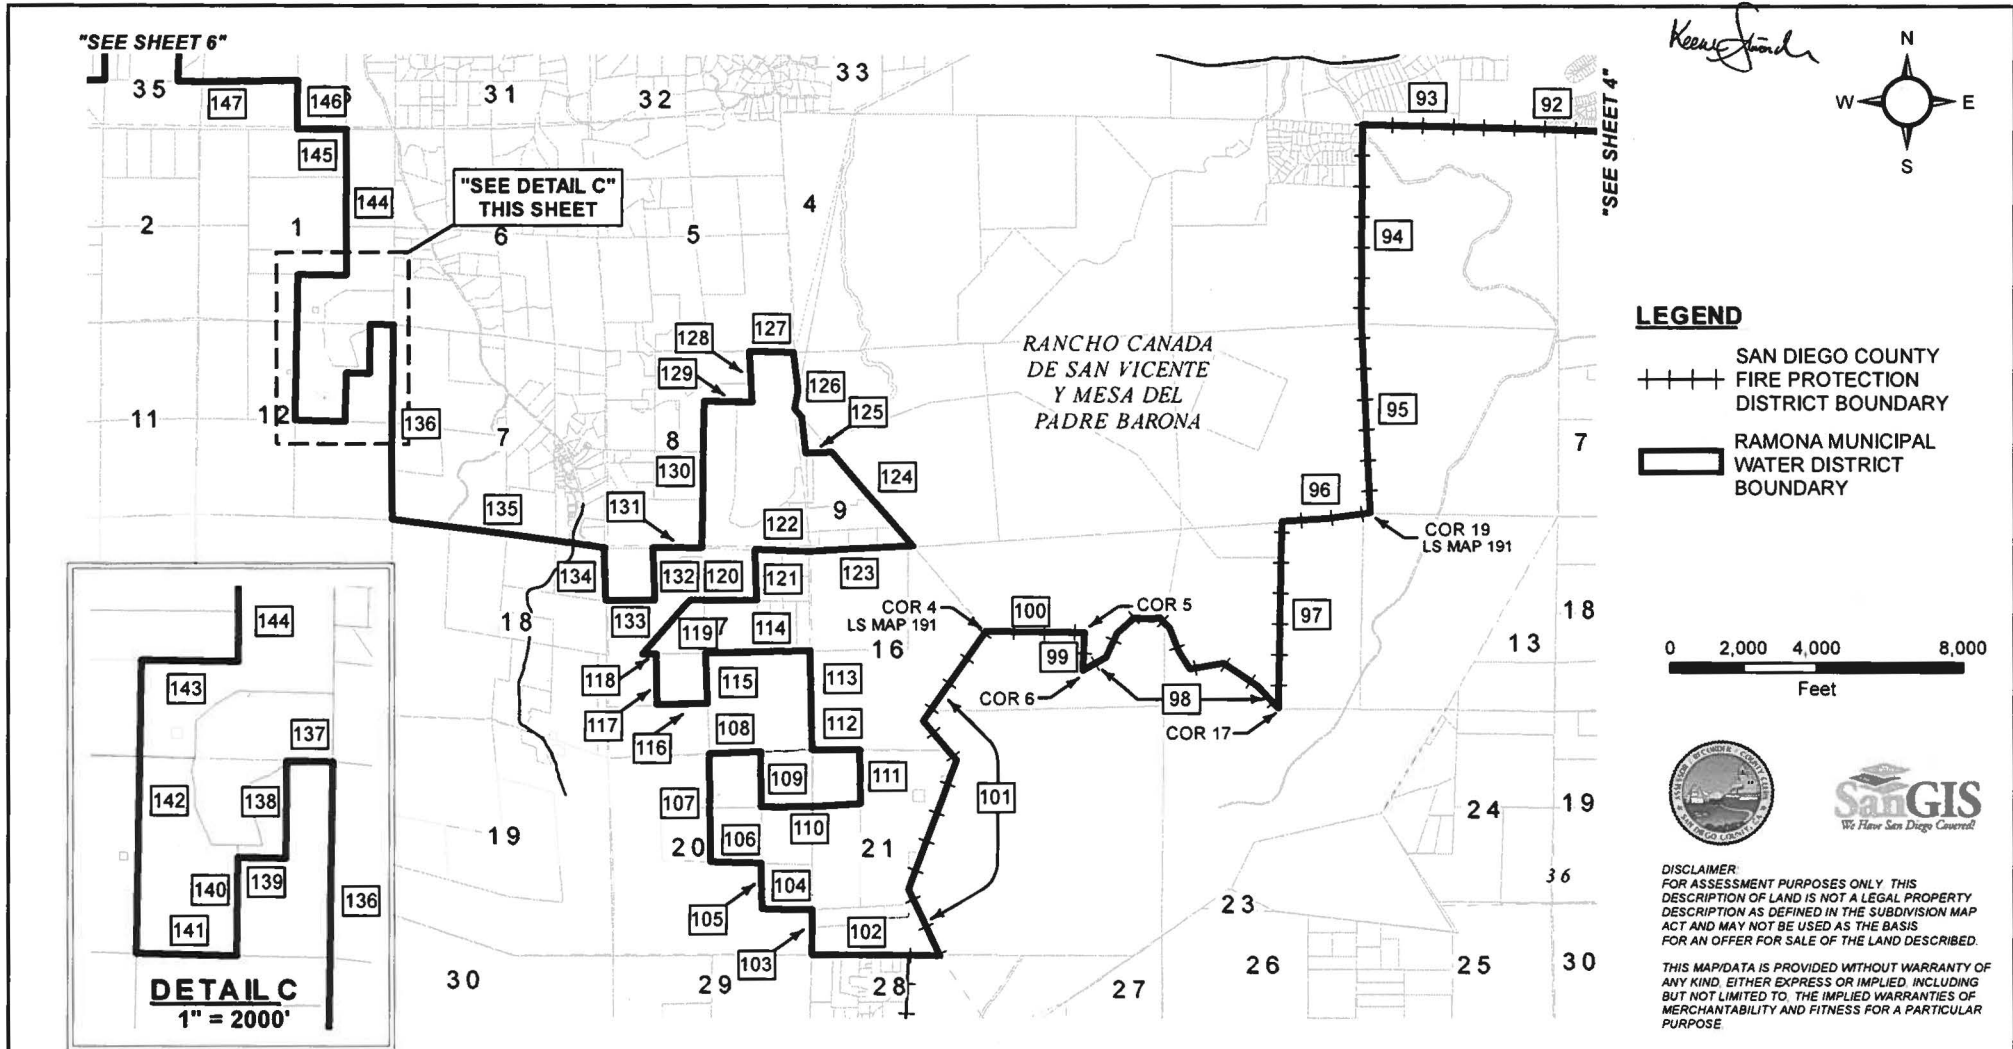 "SEE SHEET 6"
35
147
146
31
32
33
93
92
"SEE SHEET 4"
N
W
E
S
145
144
"SEE DETAIL C"
THIS SHEET
2
1
6
5
4
94
LEGEND
SAN DIEGO COUNTY
FIRE PROTECTION
DISTRICT BOUNDARY
RAMONA MUNICIPAL
WATER DISTRICT
BOUNDARY
RANCHO CANADA
DE SAN VICENTE
Y MESA DEL
PADRE BARONA
127
128
129
126
125
95
11
12
136
7
8
130
124
7
135
131
122
9
96
COR 19
LS MAP 191
134
132
120
121
123
133
18
119
114
COR 4
LS MAP 191
100
COR 5
97
18
13
16
99
118
115
113
COR 6
98
117
116
108
112
COR 17
0
2,000
4,000
8,000
Feet
109
111
107
101
110
24
19
19
20
106
21
104
105
36
23
102
103
30
29
28
27
26
25
30
144
143
137
142
138
140
139
141
136
DETAIL C
1" = 2000'
ASSESSOR / RECORDER / COUNTY CLERK
SAN DIEGO COUNTY, CA
SanGIS
We Have San Diego Covered!
DISCLAIMER:
FOR ASSESSMENT PURPOSES ONLY. THIS
DESCRIPTION OF LAND IS NOT A LEGAL PROPERTY
DESCRIPTION AS DEFINED IN THE SUBDIVISION MAP
ACT AND MAY NOT BE USED AS THE BASIS
FOR AN OFFER FOR SALE OF THE LAND DESCRIBED.
THIS MAP/DATA IS PROVIDED WITHOUT WARRANTY OF
ANY KIND, EITHER EXPRESS OR IMPLIED, INCLUDING
BUT NOT LIMITED TO, THE IMPLIED WARRANTIES OF
MERCHANTABILITY AND FITNESS FOR A PARTICULAR
PURPOSE.